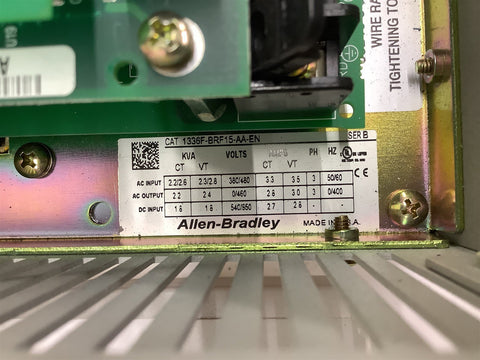 U19
WIRE RA
TIGHTENING TO
CAT 1336F-BRF15-AA-EN SER B
KVA VOLTS AMPS PH HZ
CT VT CT VT
AC INPUT 2.2/2.6 2.3/2.8 380/480 3.3 3.5 3 50/60
AC OUTPUT 2.2 2.4 0/460 2.6 3.0 3 0/400
DC INPUT 1.6 1.8 540/650 2.7 2.8
Allen-Bradley MADE IN